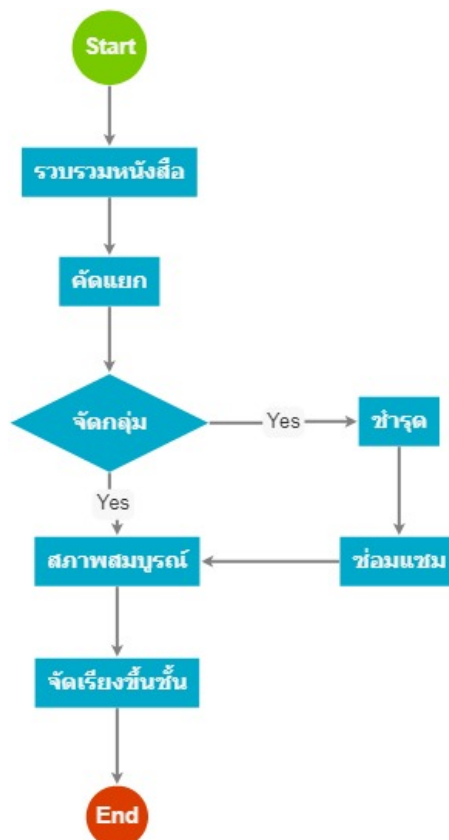 Start
รวบรวมหนังสือ
คัดแยก
จัดกลุ่ม
Yes
ชำรุด
Yes
สภาพสมบูรณ์
ซ่อมแซม
จัดเรียงขึ้นชั้น
End